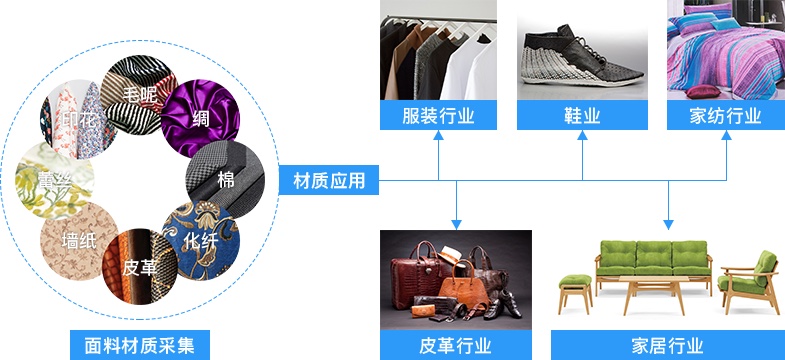 毛呢
印花
绸
蕾丝
棉
墙纸
化纤
皮革
面料材质采集
材质应用
服装行业
鞋业
家纺行业
皮革行业
家居行业